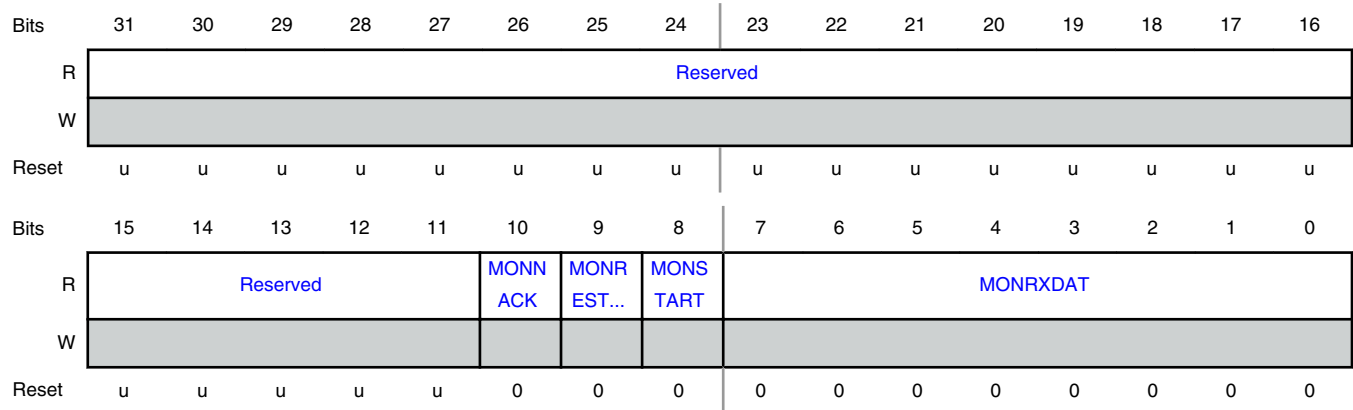 Bits 31 30 29 28 27 26 25 24 23 22 21 20 19 18 17 16
R Reserved
W
Reset u u u u u u u u u u u u u u u u
Bits 15 14 13 12 11 10 9 8 7 6 5 4 3 2 1 0
R Reserved MONN ACK MONR EST... MONS TART MONRXDAT
W
Reset u u u u u 0 0 0 0 0 0 0 0 0 0 0